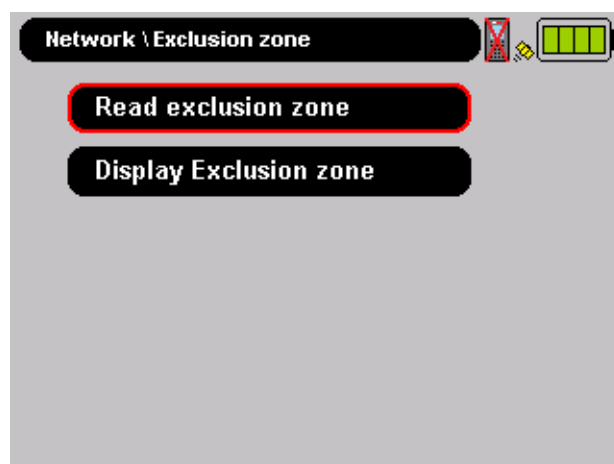 Network \ Exclusion zone
Read exclusion zone
Display Exclusion zone